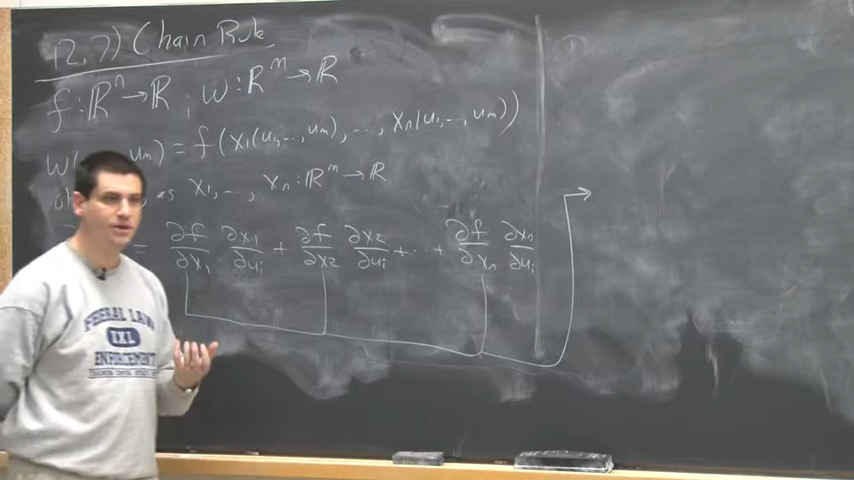 12.7) Chain Rule
f: ℝⁿ → ℝ ; w: ℝᵐ → ℝ
w( uₘ) = f(x₁(u₁,...,uₘ), ..., xₙ(u₁,...,uₘ))
as x₁, ..., xₙ: ℝᵐ → ℝ
= ∂f/∂x₁ ∂x₁/∂uᵢ + ∂f/∂x₂ ∂x₂/∂uᵢ + ... + ∂f/∂xₙ ∂xₙ/∂uᵢ
FEDERAL LAW
ENFORCEMENT